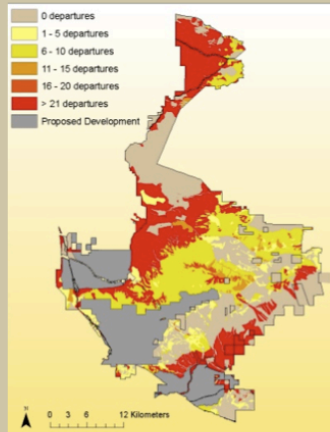 0 departures
1 - 5 departures
6 - 10 departures
11 - 15 departures
16 - 20 departures
> 21 departures
Proposed Development
N
0 3 6 12 Kilometers